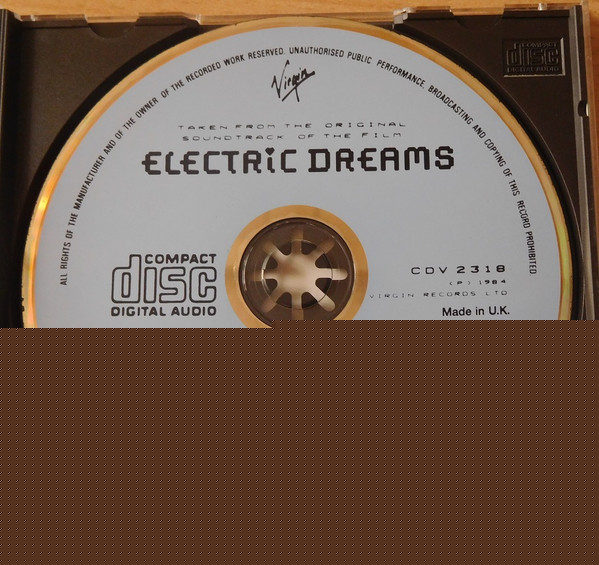 ALL RIGHTS OF THE MANUFACTURER AND OF THE OWNER OF THE RECORDED WORK RESERVED. UNAUTHORISED PUBLIC PERFORMANCE, BROADCASTING AND COPYING OF THIS RECORD PROHIBITED
COMPACT
disc
DIGITAL AUDIO
Virgin
TAKEN FROM THE ORIGINAL
SOUNDTRACK OF THE FILM
ELECTRIC DREAMS
COMPACT
disc
DIGITAL AUDIO
CDV 2318
(P) 1984
VIRGIN RECORDS LTD
Made in U.K.